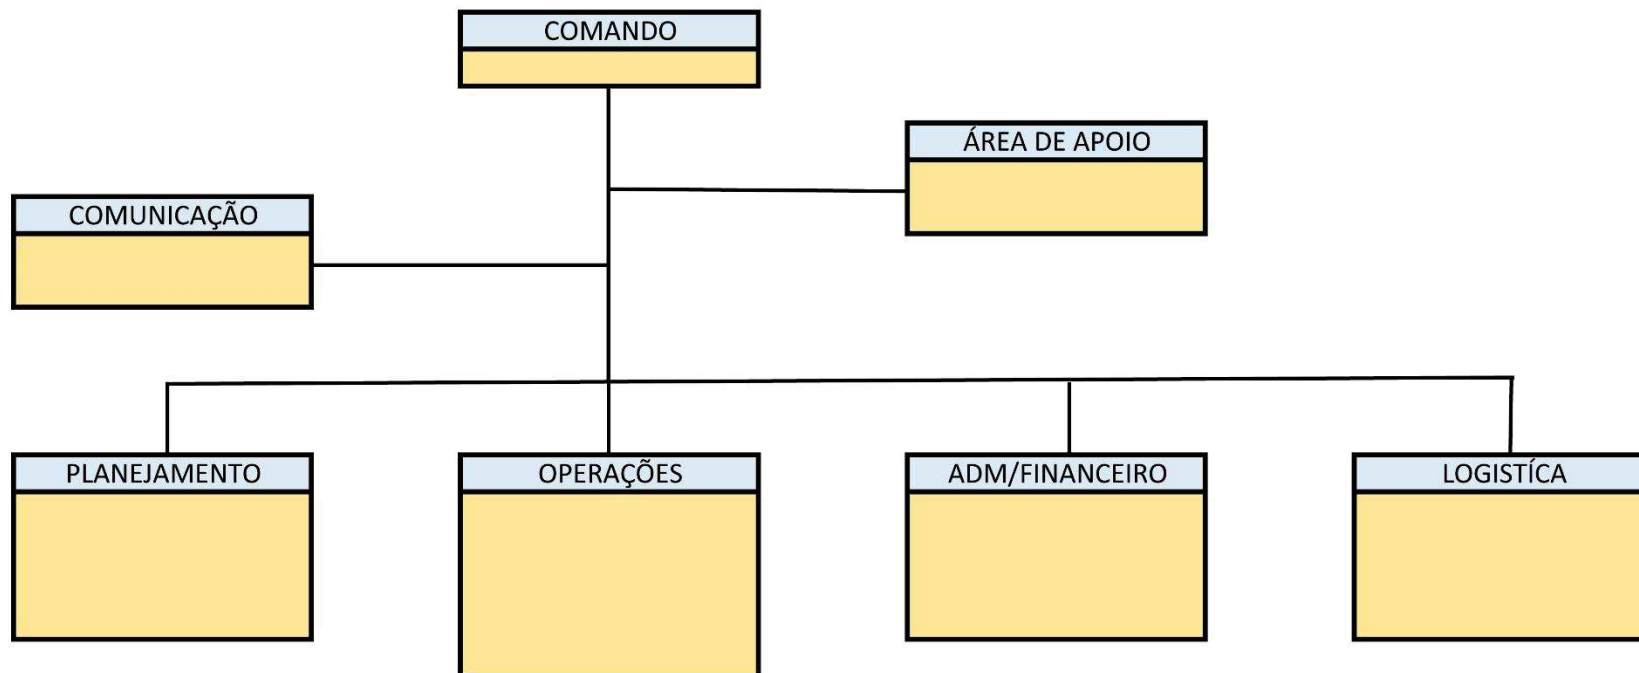 COMANDO
ÁREA DE APOIO
COMUNICAÇÃO
PLANEJAMENTO
OPERAÇÕES
ADM/FINANCEIRO
LOGISTÍCA